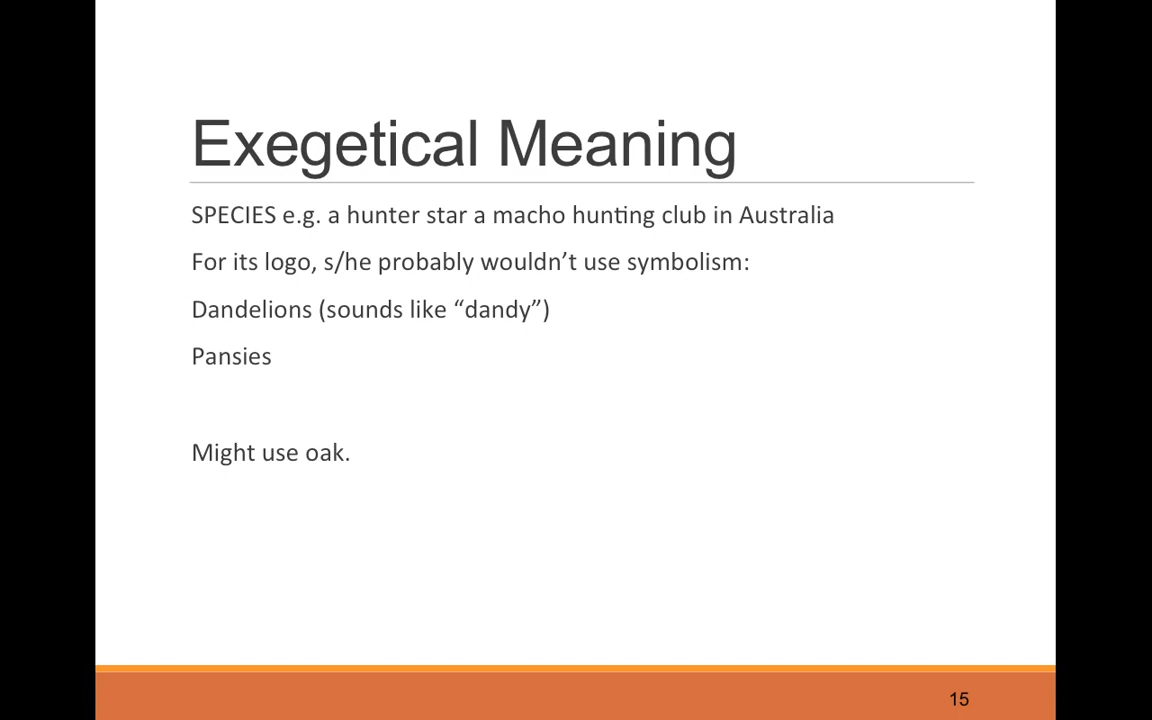 Exegetical Meaning
SPECIES e.g. a hunter star a macho hunting club in Australia
For its logo, s/he probably wouldn’t use symbolism:
Dandelions (sounds like “dandy”)
Pansies
Might use oak.
15